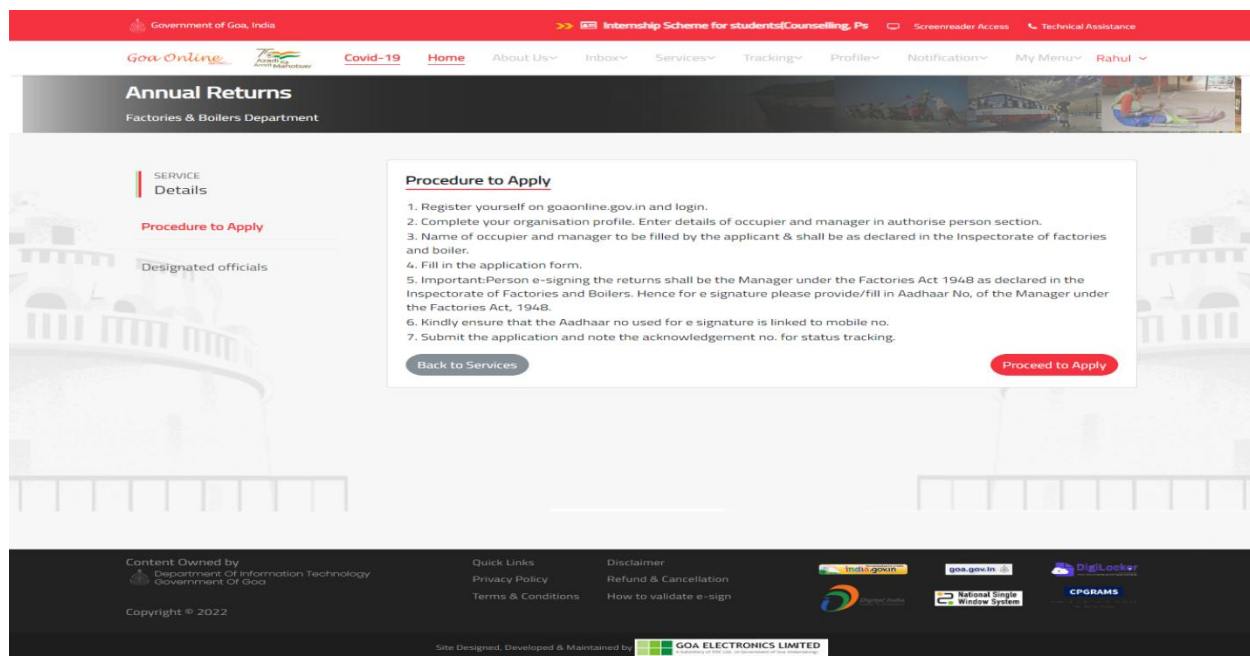 Government of Goa, India
>> Internship Scheme for students(Counselling, Ps
Screenreader Access
Technical Assistance
Goa Online
Azadi Ka
Amrit Mahotsav
Covid-19
Home
About Us
Inbox
Services
Tracking
Profile
Notification
My Menu
Rahul
Annual Returns
Factories & Boilers Department
SERVICE
Details
Procedure to Apply
Designated officials
Procedure to Apply
1. Register yourself on goaonline.gov.in and login.
2. Complete your organisation profile. Enter details of occupier and manager in authorise person section.
3. Name of occupier and manager to be filled by the applicant & shall be as declared in the Inspectorate of factories
and boiler.
4. Fill in the application form.
5. Important:Person e-signing the returns shall be the Manager under the Factories Act 1948 as declared in the
Inspectorate of Factories and Boilers. Hence for e signature please provide/fill in Aadhaar No, of the Manager under
the Factories Act, 1948.
6. Kindly ensure that the Aadhaar no used for e signature is linked to mobile no.
7. Submit the application and note the acknowledgement no. for status tracking.
Back to Services
Proceed to Apply
Content Owned by
Department Of Information Technology
Government Of Goa
Copyright © 2022
Quick Links
Privacy Policy
Terms & Conditions
Disclaimer
Refund & Cancellation
How to validate e-sign
india.gov.in
goa.gov.in
DigiLocker
Digital India
National Single
Window System
CPGRAMS
Site Designed, Developed & Maintained by
GOA ELECTRONICS LIMITED